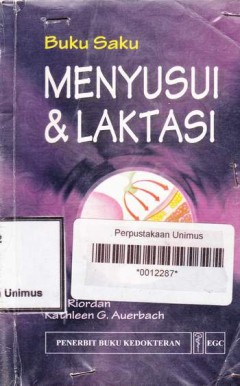 Buku Saku
MENYUSUI
& LAKTASI
Perpustakaan Unimus
*0012287*
Unimus
Riordan
Kathleen G. Auerbach
PENERBIT BUKU KEDOKTERAN
EGC